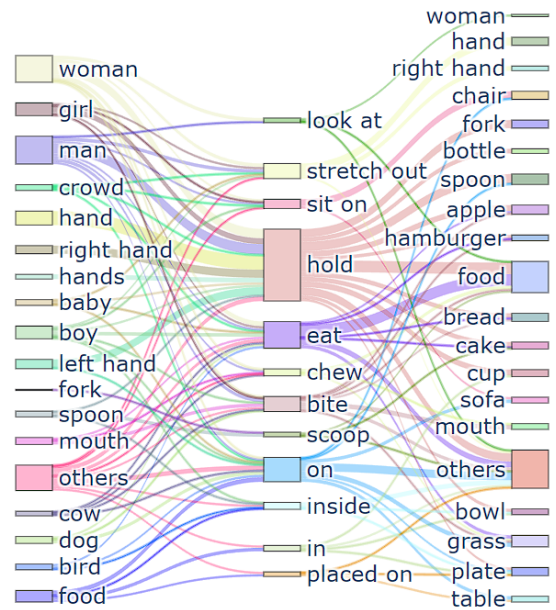 woman
girl
man
crowd
hand
right hand
hands
baby
boy
left hand
fork
spoon
mouth
others
cow
dog
bird
food
look at
stretch out
sit on
hold
eat
chew
bite
scoop
on
inside
in
placed on
woman
hand
right hand
chair
fork
bottle
spoon
apple
hamburger
food
bread
cake
cup
sofa
mouth
others
bowl
grass
plate
table